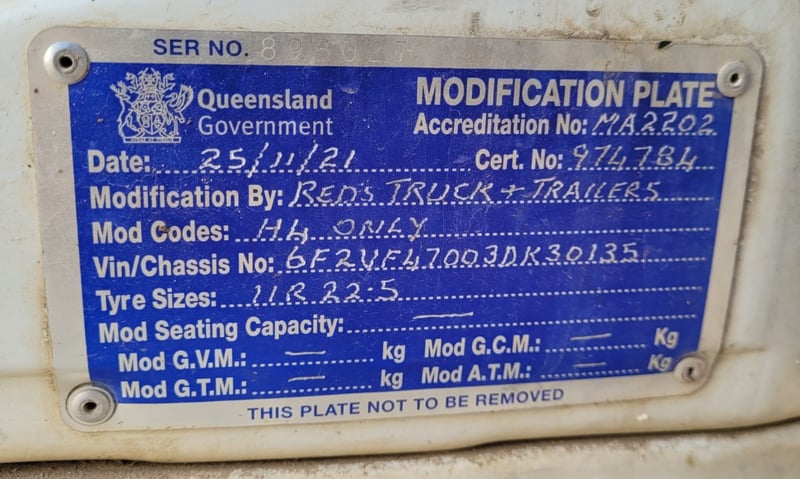 SER NO.
Queensland Government
MODIFICATION PLATE
Accreditation No: MA2202
Date: 25/11/21 Cert. No: 974784
Modification By: REDS TRUCK + TRAILERS
Mod Codes: H4 ONLY
Vin/Chassis No: 6F2VF47003DK30135
Tyre Sizes: 11R 22.5
Mod Seating Capacity: —
Mod G.V.M.: — kg Mod G.C.M.: — Kg
Mod G.T.M.: — kg Mod A.T.M.: — Kg
THIS PLATE NOT TO BE REMOVED